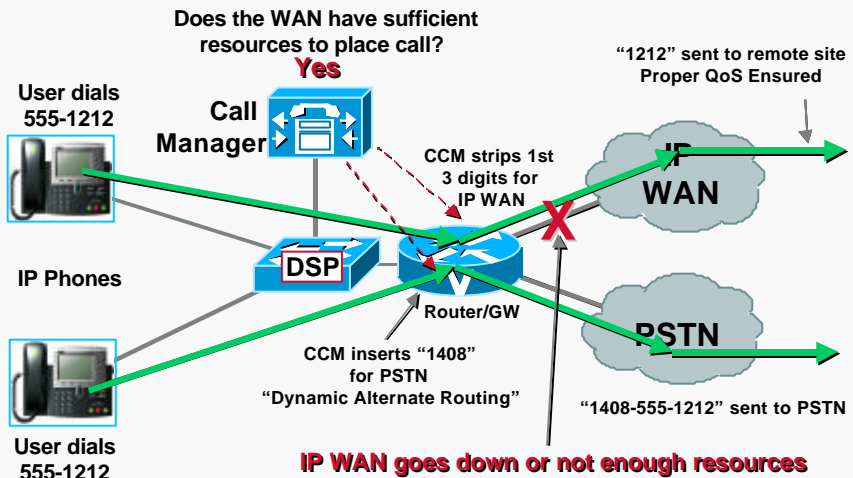 Does the WAN have sufficient
resources to place call?
Yes
"1212" sent to remote site
Proper QoS Ensured
User dials
555-1212
Call
Manager
CCM strips 1st
3 digits for
IP WAN
IP
WAN
IP Phones
DSP
V
Router/GW
X
PSTN
CCM inserts "1408"
for PSTN
"Dynamic Alternate Routing"
"1408-555-1212" sent to PSTN
User dials
555-1212
IP WAN goes down or not enough resources